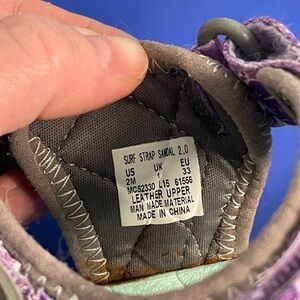 SURF STRAP SANDAL 2.0
US UK EU
2M 1 33
MC52330 L15 61556
LEATHER UPPER
MAN MADE MATERIAL
MADE IN CHINA